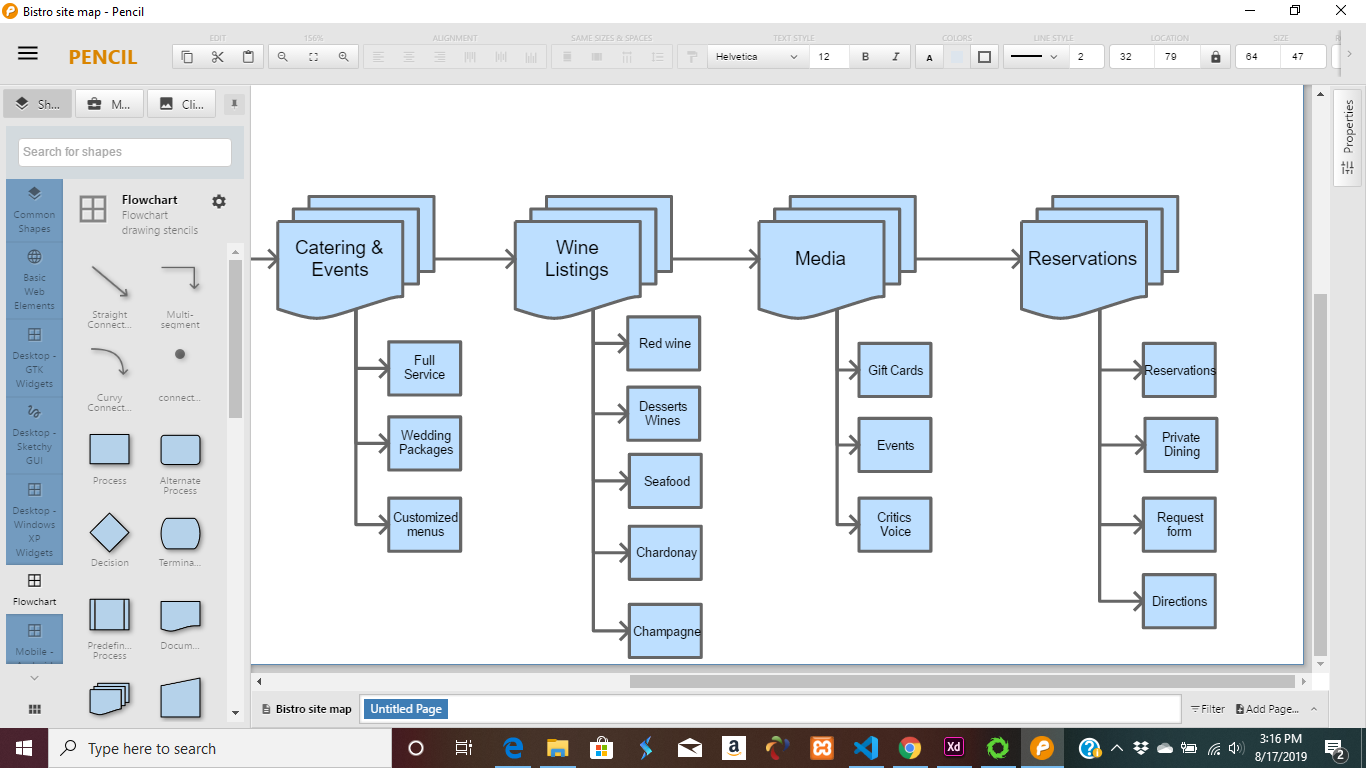 Bistro site map - Pencil
PENCIL
EDIT
156%
ALIGNMENT
SAME SIZES & SPACES
TEXT STYLE
COLORS
LINE STYLE
LOCATION
SIZE
Helvetica
12
B
I
A
2
32
79
64
47
Sh...
M...
Cli...
Properties
Search for shapes
Common
Shapes
Basic
Web
Elements
Desktop -
GTK
Widgets
Desktop -
Sketchy
GUI
Desktop -
Windows
XP
Widgets
Flowchart
Mobile -
Flowchart
Flowchart
drawing stencils
Straight
Connect...
Multi-
segment
Curvy
Connect...
connect...
Process
Alternate
Process
Decision
Termina...
Predefin...
Process
Docum...
Catering &
Events
Full
Service
Wedding
Packages
Customized
menus
Wine
Listings
Red wine
Desserts
Wines
Seafood
Chardonay
Champagne
Media
Gift Cards
Events
Critics
Voice
Reservations
Reservations
Private
Dining
Request
form
Directions
Bistro site map
Untitled Page
Filter
Add Page...
Type here to search
3:16 PM
8/17/2019
2